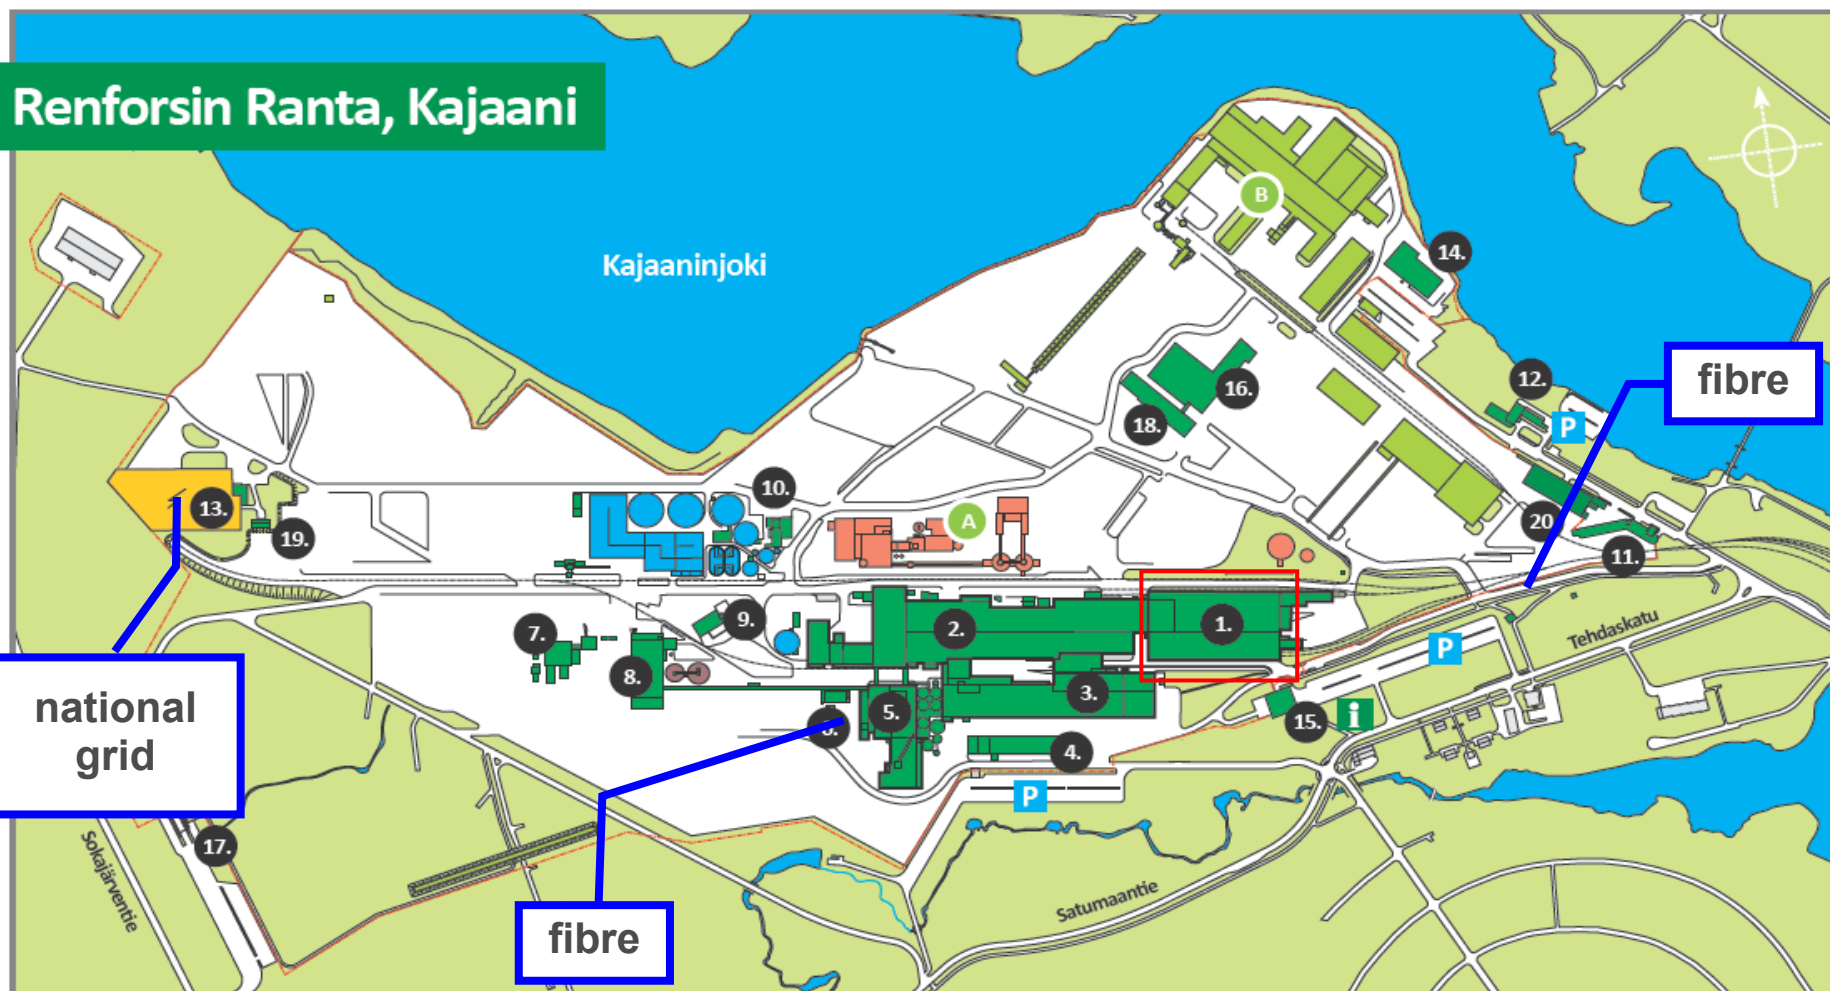 Renforsin Ranta, Kajaani
Kajaaninjoki
B
14.
fibre
12.
P
16.
18.
10.
A
13.
19.
20
11.
Tehdaskatu
P
9.
7.
2.
1.
8.
3.
5.
15.
i
national
grid
6.
4.
P
17.
Sokajärventie
Satumaantie
fibre